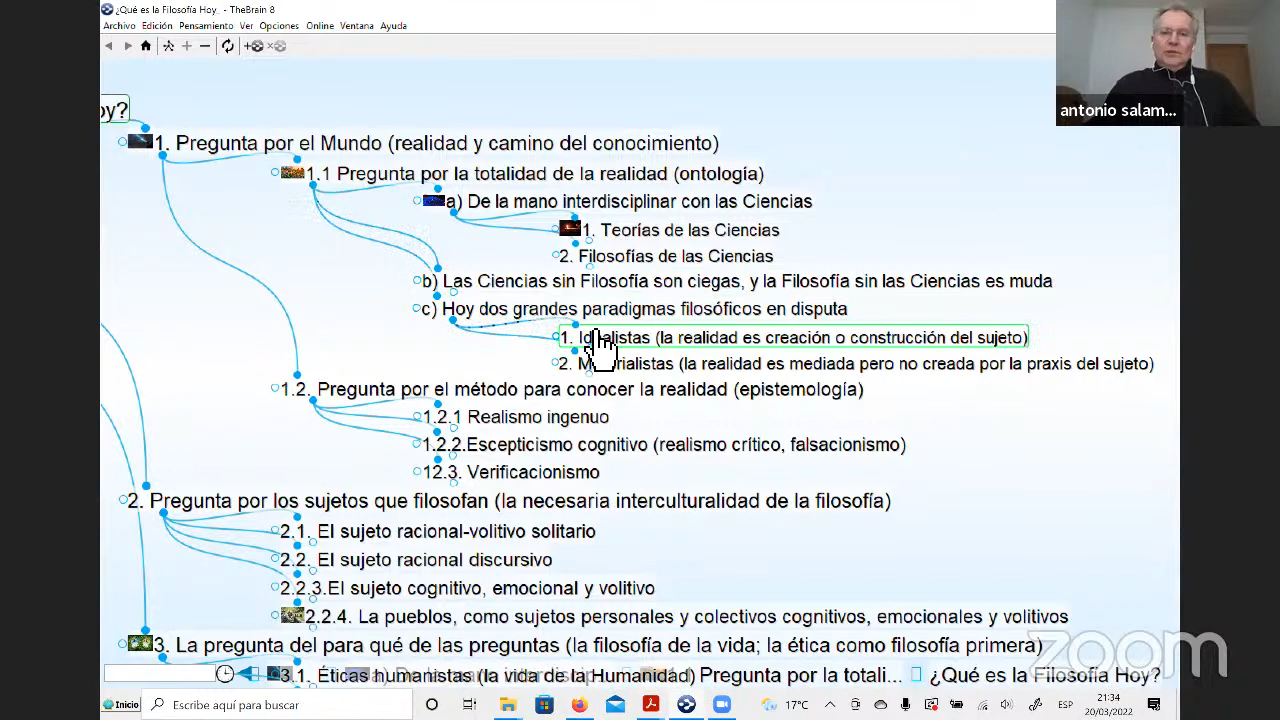 ¿Qué es la Filosofía Hoy_ - TheBrain 8
Archivo Edición Pensamiento Ver Opciones Online Ventana Ayuda
antonio salam...
oy?
1. Pregunta por el Mundo (realidad y camino del conocimiento)
1.1 Pregunta por la totalidad de la realidad (ontología)
a) De la mano interdisciplinar con las Ciencias
1. Teorías de las Ciencias
2. Filosofías de las Ciencias
b) Las Ciencias sin Filosofía son ciegas, y la Filosofía sin las Ciencias es muda
c) Hoy dos grandes paradigmas filosóficos en disputa
1. Idealistas (la realidad es creación o construcción del sujeto)
2. Materialistas (la realidad es mediada pero no creada por la praxis del sujeto)
1.2. Pregunta por el método para conocer la realidad (epistemología)
1.2.1 Realismo ingenuo
1.2.2.Escepticismo cognitivo (realismo crítico, falsacionismo)
12.3. Verificacionismo
2. Pregunta por los sujetos que filosofan (la necesaria interculturalidad de la filosofía)
2.1. El sujeto racional-volitivo solitario
2.2. El sujeto racional discursivo
2.2.3.El sujeto cognitivo, emocional y volitivo
2.2.4. La pueblos, como sujetos personales y colectivos cognitivos, emocionales y volitivos
3. La pregunta del para qué de las preguntas (la filosofía de la vida; la ética como filosofía primera)
zoom
3.1. Éticas humanistas (la vida de la Humanidad) Pregunta por la totali... ¿Qué es la Filosofía Hoy?
Inicio Escribe aquí para buscar 17°C ESP 21:34
20/03/2022